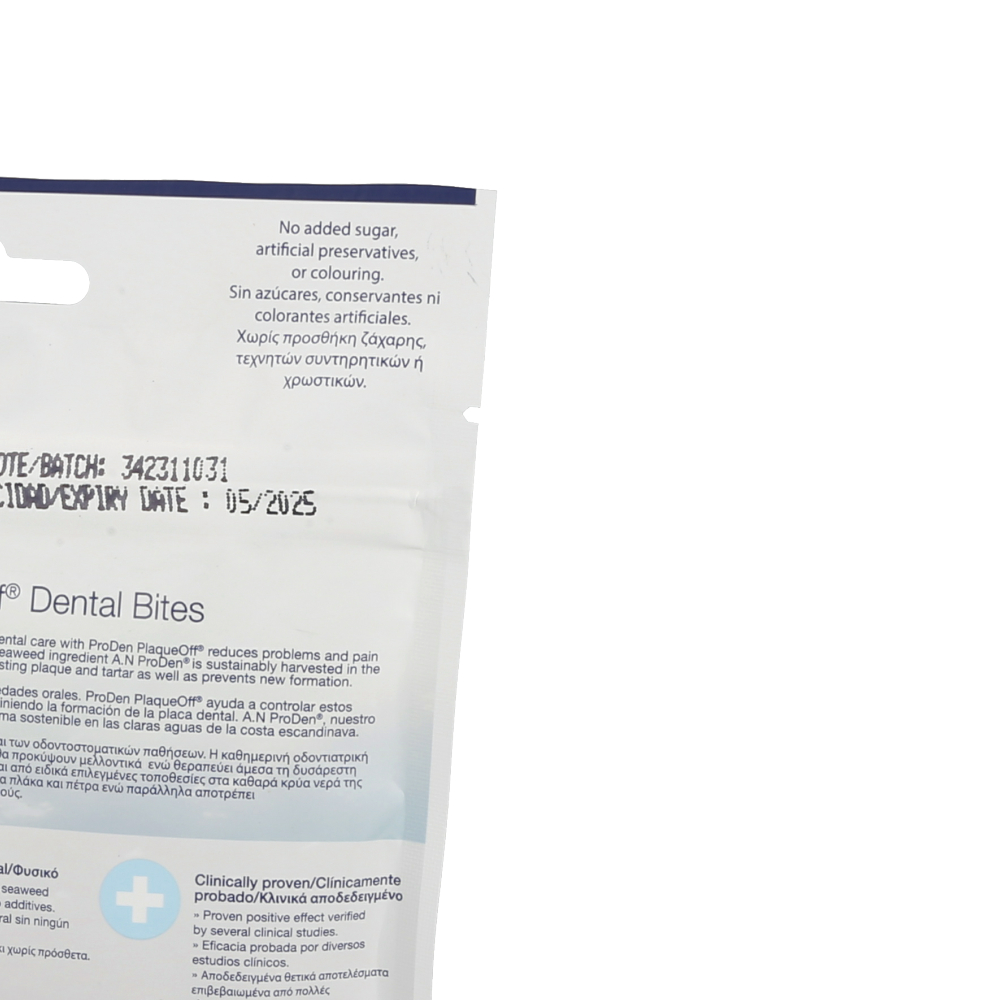 No added sugar,
artificial preservatives,
or colouring.
Sin azúcares, conservantes ni
colorantes artificiales.
Χωρίς προσθήκη ζάχαρης,
τεχνητών συντηρητικών ή
χρωστικών.
OTE/BATCH: 342311031
CIDAD/EXPIRY DATE : 05/2025
f® Dental Bites
ental care with ProDen PlaqueOff® reduces problems and pain
eaweed ingredient A.N ProDen® is sustainably harvested in the
sting plaque and tartar as well as prevents new formation.
edades orales. ProDen PlaqueOff® ayuda a controlar estos
iniendo la formación de la placa dental. A.N ProDen®, nuestro
ma sostenible en las claras aguas de la costa escandinava.
αι των οδοντοστοματικών παθήσεων. Η καθημερινή οδοντιατρική
θα προκύψουν μελλοντικά ενώ θεραπεύει άμεσα τη δυσάρεστη
αι από ειδικά επιλεγμένες τοποθεσίες στα καθαρά κρύα νερά της
α πλάκα και πέτρα ενώ παράλληλα αποτρέπει
ούς.
al/Φυσικό
seaweed
additives.
ral sin ningún
κι χωρίς πρόσθετα.
Clinically proven/Clínicamente
probado/Κλινικά αποδεδειγμένο
» Proven positive effect verified
by several clinical studies.
» Eficacia probada por diversos
estudios clínicos.
» Αποδεδειγμένα θετικά αποτελέσματα
επιβεβαιωμένα από πολλές